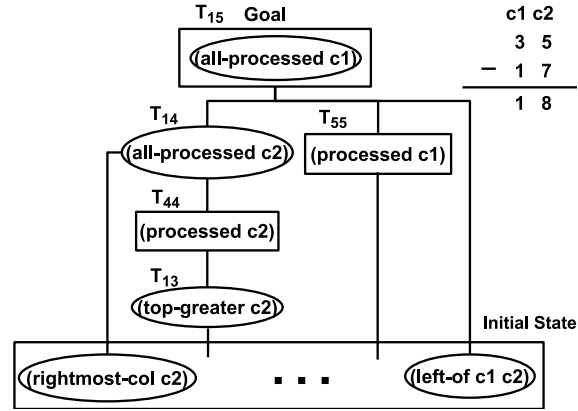 T15 Goal
c1 c2
3 5
(all-processed c1)
− 1 7
1 8
T14
T55
(all-processed c2)
(processed c1)
T44
(processed c2)
T13
(top-greater c2)
Initial State
(rightmost-col c2)
• • •
(left-of c1 c2)